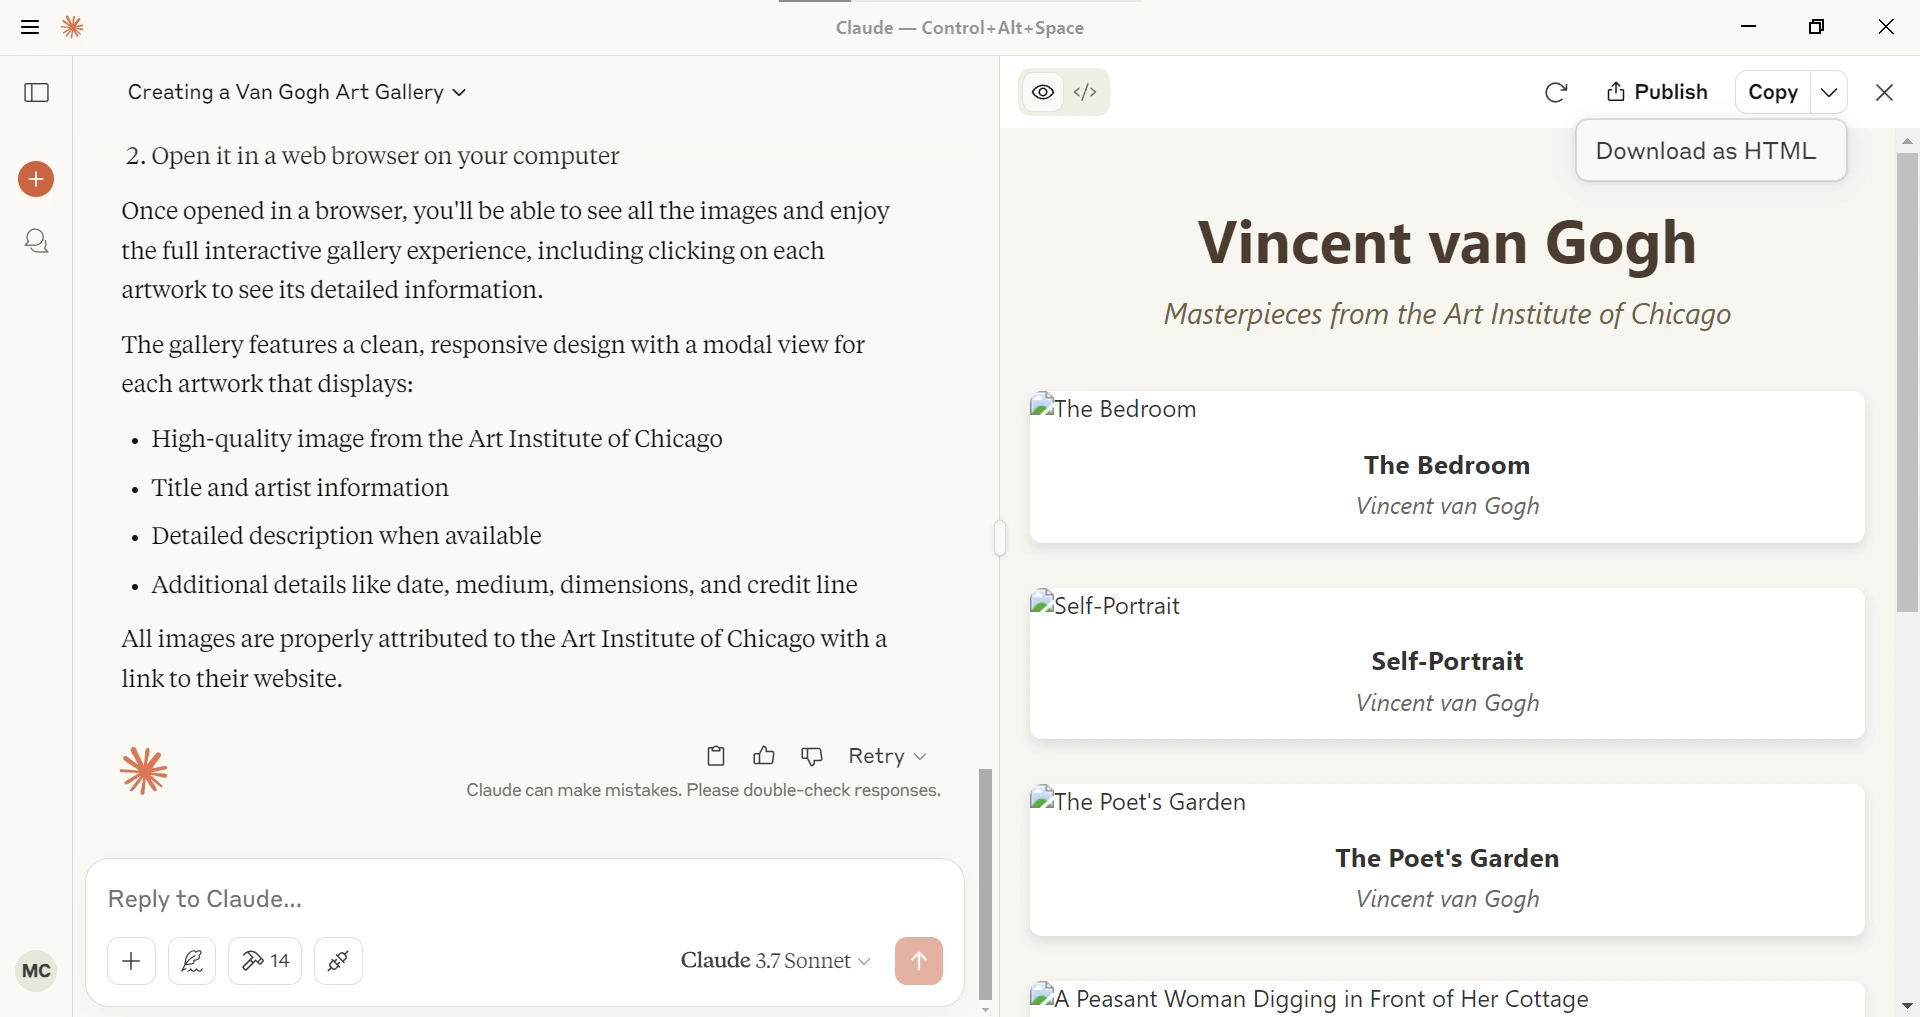 Claude — Control+Alt+Space
Creating a Van Gogh Art Gallery
2. Open it in a web browser on your computer
Once opened in a browser, you'll be able to see all the images and enjoy
the full interactive gallery experience, including clicking on each
artwork to see its detailed information.
The gallery features a clean, responsive design with a modal view for
each artwork that displays:
• High-quality image from the Art Institute of Chicago
• Title and artist information
• Detailed description when available
• Additional details like date, medium, dimensions, and credit line
All images are properly attributed to the Art Institute of Chicago with a
link to their website.
Retry
Claude can make mistakes. Please double-check responses.
Reply to Claude...
14
Claude 3.7 Sonnet
MC
Publish
Copy
Download as HTML
Vincent van Gogh
Masterpieces from the Art Institute of Chicago
The Bedroom
The Bedroom
Vincent van Gogh
Self-Portrait
Self-Portrait
Vincent van Gogh
The Poet's Garden
The Poet's Garden
Vincent van Gogh
A Peasant Woman Digging in Front of Her Cottage